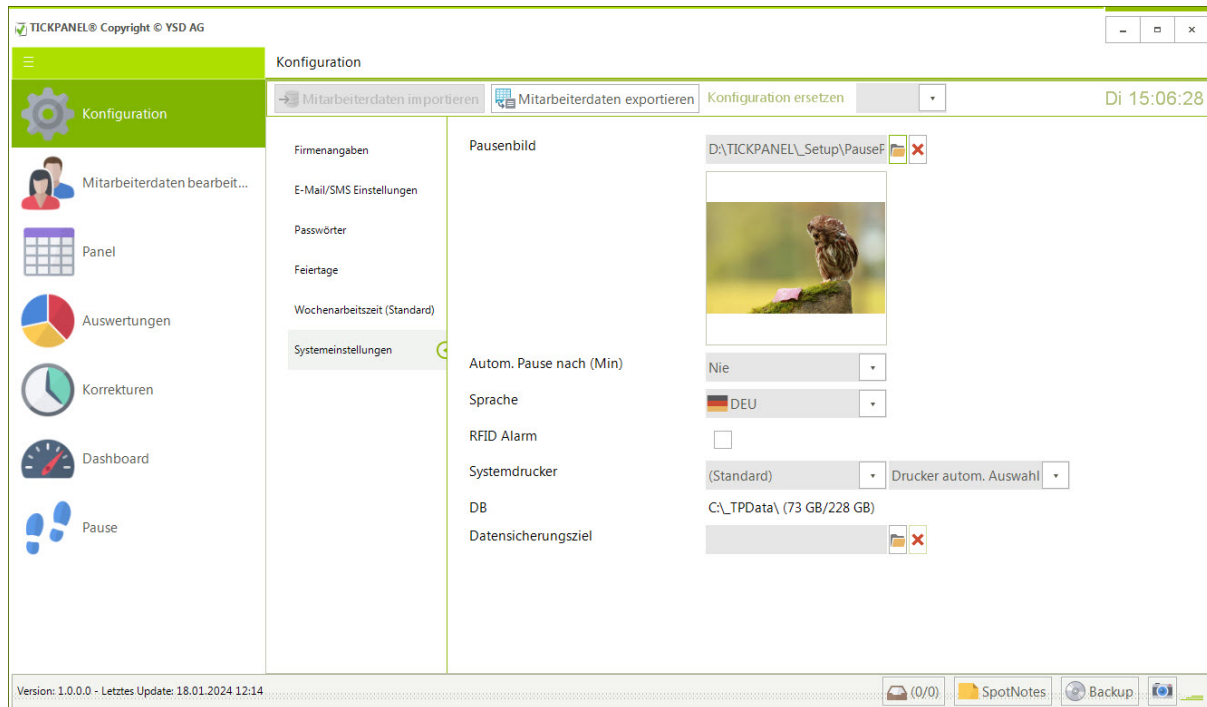 TICKPANEL® Copyright © YSD AG
Konfiguration
Mitarbeiterdaten importieren
Mitarbeiterdaten exportieren
Konfiguration ersetzen
Di 15:06:28
Konfiguration
Mitarbeiterdaten bearbeit...
Panel
Auswertungen
Korrekturen
Dashboard
Pause
Firmenangaben
E-Mail/SMS Einstellungen
Passwörter
Feiertage
Wochenarbeitszeit (Standard)
Systemeinstellungen
Pausenbild
D:\TICKPANEL\_Setup\PauseF
Autom. Pause nach (Min)
Nie
Sprache
DEU
RFID Alarm
Systemdrucker
(Standard)
Drucker autom. Auswahl
DB
C:\_TPData\ (73 GB/228 GB)
Datensicherungsziel
Version: 1.0.0.0 - Letztes Update: 18.01.2024 12:14
(0/0)
SpotNotes
Backup